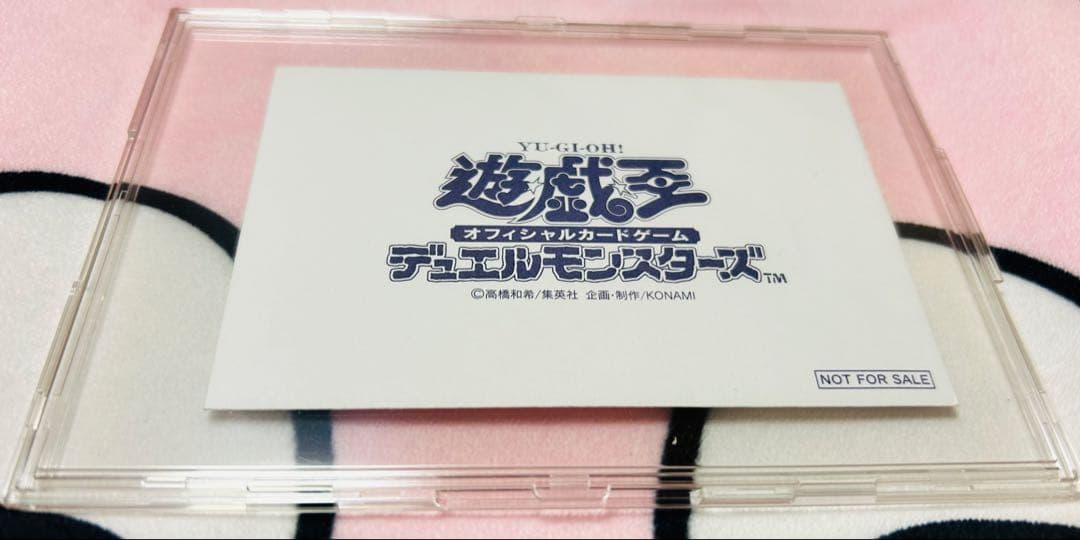 YU-GI-OH!
遊☆戯☆王
オフィシャルカードゲーム
デュエルモンスターズ™
©高橋和希/集英社 企画・制作/KONAMI
NOT FOR SALE